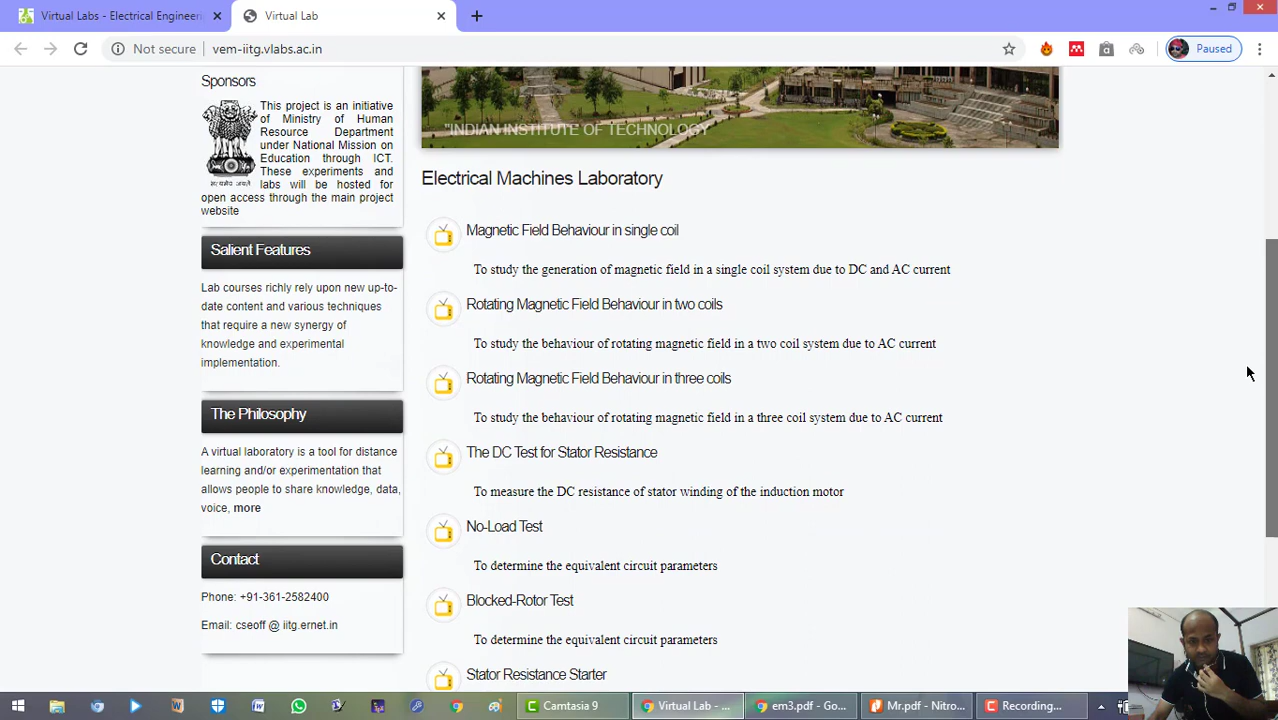 Virtual Labs - Electrical Engineer
Virtual Lab
Not secure
vem-iitg.vlabs.ac.in
Paused
Sponsors
This project is an initiative
of Ministry of Human
Resource Department
under National Mission on
Education through ICT.
These experiments and
labs will be hosted for
open access through the main project
website
Salient Features
Lab courses richly rely upon new up-to-
date content and various techniques
that require a new synergy of
knowledge and experimental
implementation.
The Philosophy
A virtual laboratory is a tool for distance
learning and/or experimentation that
allows people to share knowledge, data,
voice, more
Contact
Phone: +91-361-2582400
Email: cseoff @ iitg.ernet.in
"INDIAN INSTITUTE OF TECHNOLOGY
Electrical Machines Laboratory
Magnetic Field Behaviour in single coil
To study the generation of magnetic field in a single coil system due to DC and AC current
Rotating Magnetic Field Behaviour in two coils
To study the behaviour of rotating magnetic field in a two coil system due to AC current
Rotating Magnetic Field Behaviour in three coils
To study the behaviour of rotating magnetic field in a three coil system due to AC current
The DC Test for Stator Resistance
To measure the DC resistance of stator winding of the induction motor
No-Load Test
To determine the equivalent circuit parameters
Blocked-Rotor Test
To determine the equivalent circuit parameters
Stator Resistance Starter
Camtasia 9
Virtual Lab - ...
em3.pdf - Go...
Mr.pdf - Nitro...
Recording...